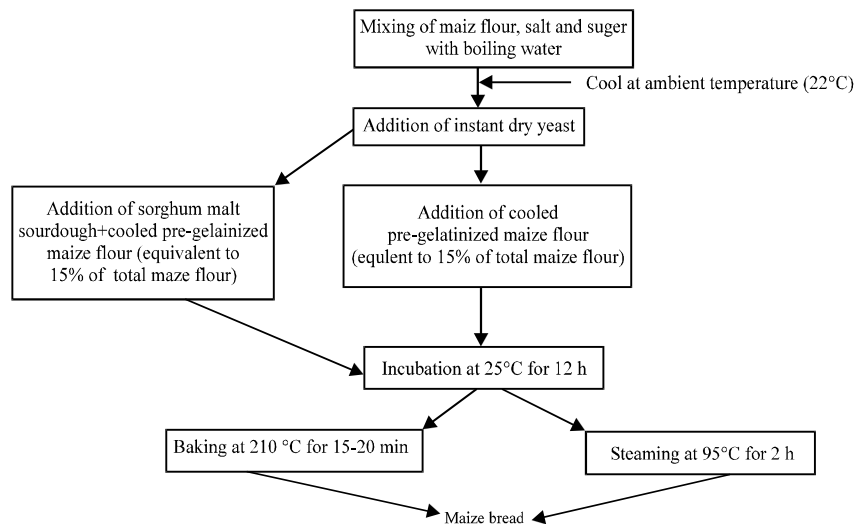 Mixing of maiz flour, salt and suger
with boiling water
Cool at ambient temperature (22°C)
Addition of instant dry yeast
Addition of sorghum malt
sourdough+cooled pre-gelainized
maize flour (equivalent to
15% of total maze flour)
Addition of cooled
pre-gelatinized maize flour
(equlent to 15% of total maize flour)
Incubation at 25°C for 12 h
Baking at 210 °C for 15-20 min
Steaming at 95°C for 2 h
Maize bread